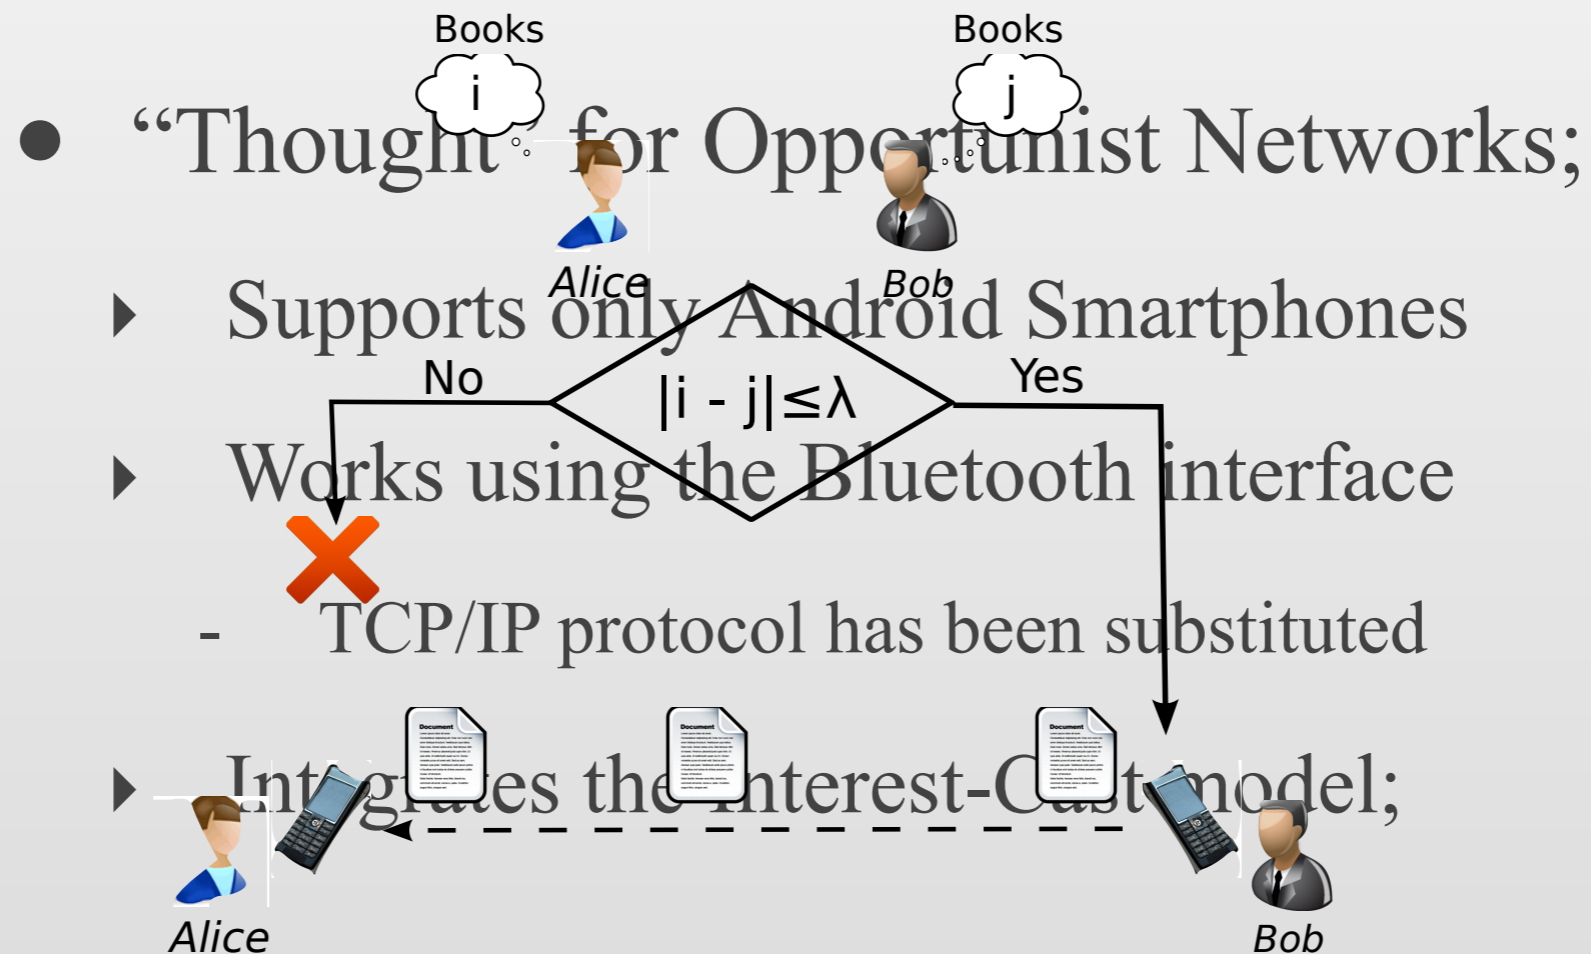 Books Books
i j
• “Thought” for Opportunist Networks;
Alice Bob
Supports only Android Smartphones
No Yes
|i - j|≤λ
Works using the Bluetooth interface
- TCP/IP protocol has been substituted
Document Document Document
Integrates the Interest-Cast model;
Alice Bob